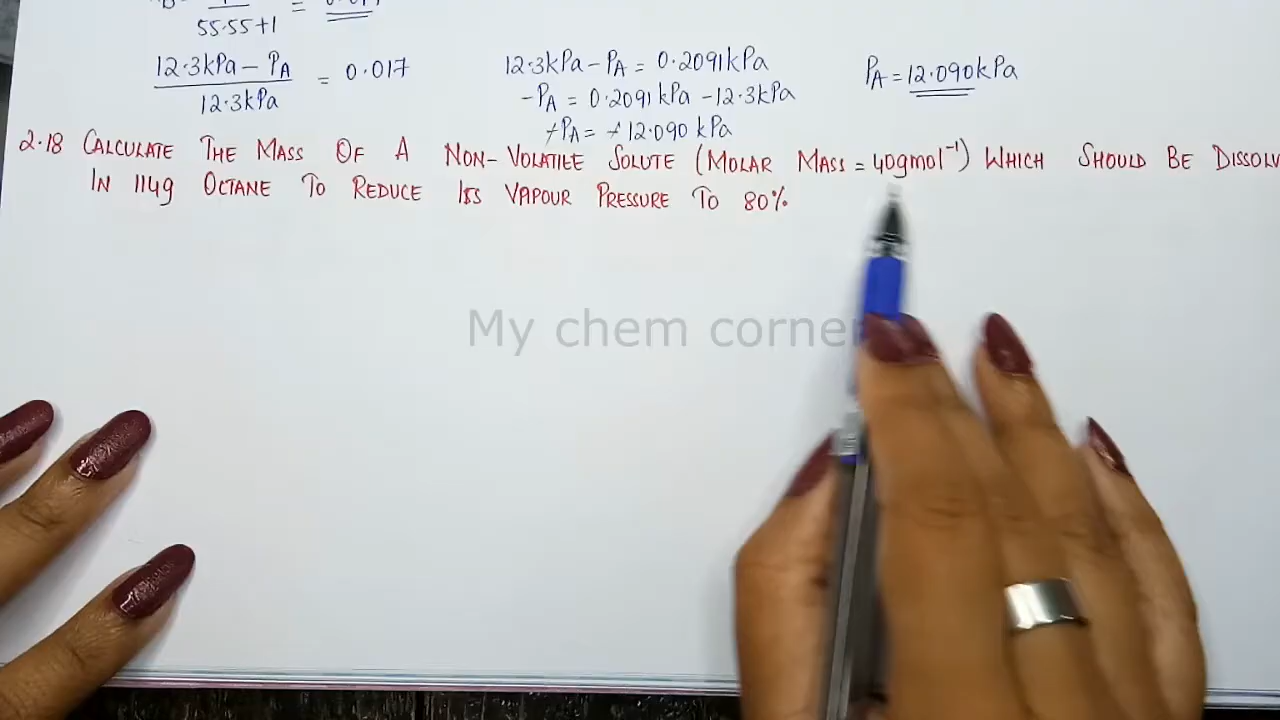 55.55+1 =
12.3kPa – PA / 12.3kPa = 0.017
12.3kPa – PA = 0.2091kPa
-PA = 0.2091kPa – 12.3kPa
-PA = -12.090 kPa
PA = 12.090kPa
2.18 CALCULATE THE MASS OF A NON-VOLATILE SOLUTE (MOLAR MASS = 40gmol⁻¹) WHICH SHOULD BE DISSOL
IN 114g OCTANE TO REDUCE ITS VAPOUR PRESSURE TO 80%
My chem corner